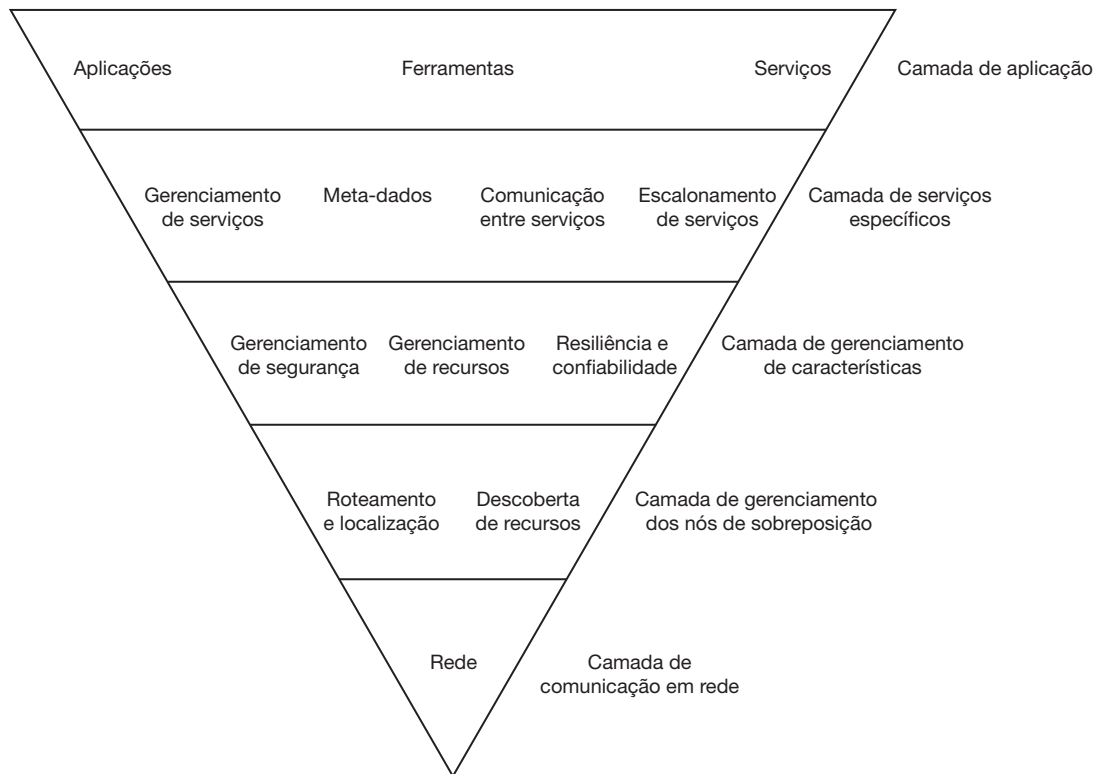 Aplicações
Ferramentas
Serviços
Camada de aplicação
Gerenciamento
de serviços
Meta-dados
Comunicação
entre serviços
Escalonamento
de serviços
Camada de serviços
específicos
Gerenciamento
de segurança
Gerenciamento
de recursos
Resiliência e
confiabilidade
Camada de gerenciamento
de características
Roteamento
e localização
Descoberta
de recursos
Camada de gerenciamento
dos nós de sobreposição
Rede
Camada de
comunicação em rede